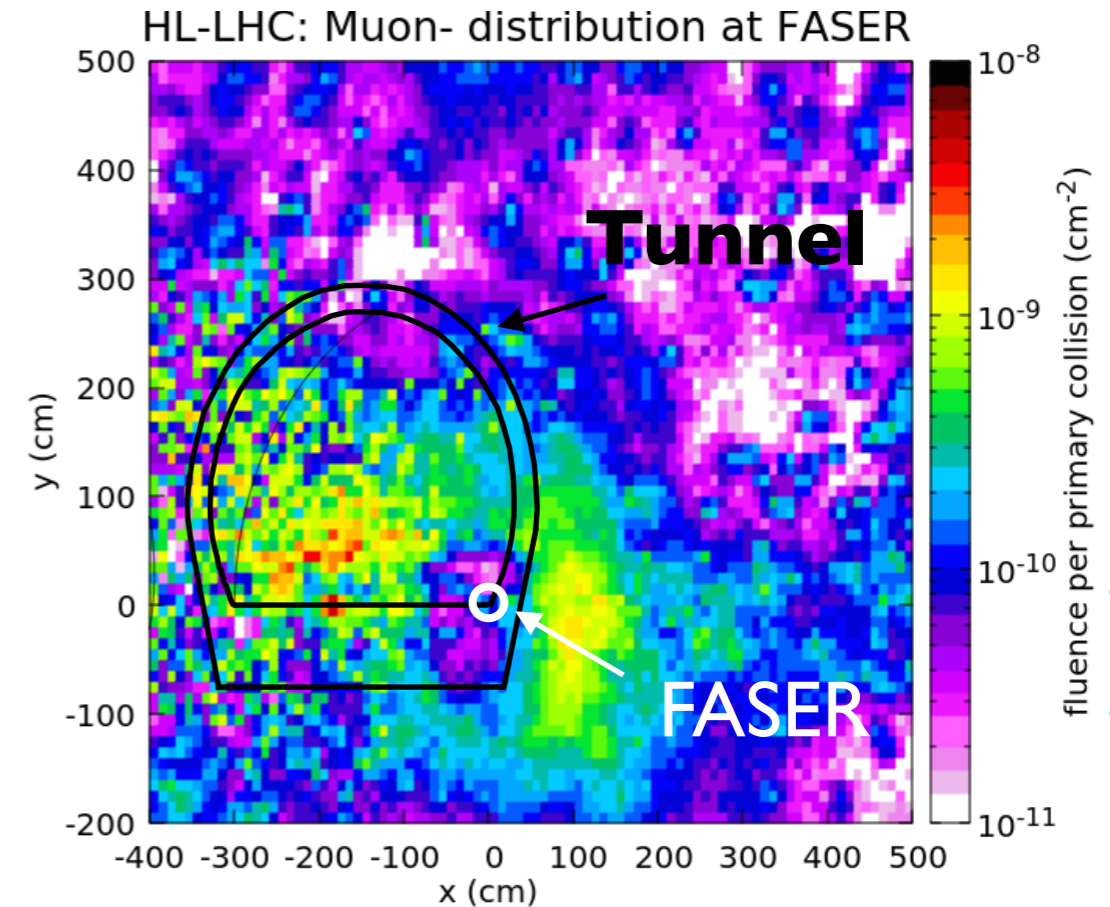 HL-LHC: Muon- distribution at FASER
500
400
300
200
100
0
-100
-200
y (cm)
-400 -300 -200 -100 0 100 200 300 400 500
x (cm)
Tunnel
FASER
10-8
10-9
10-10
10-11
fluence per primary collision (cm-2)